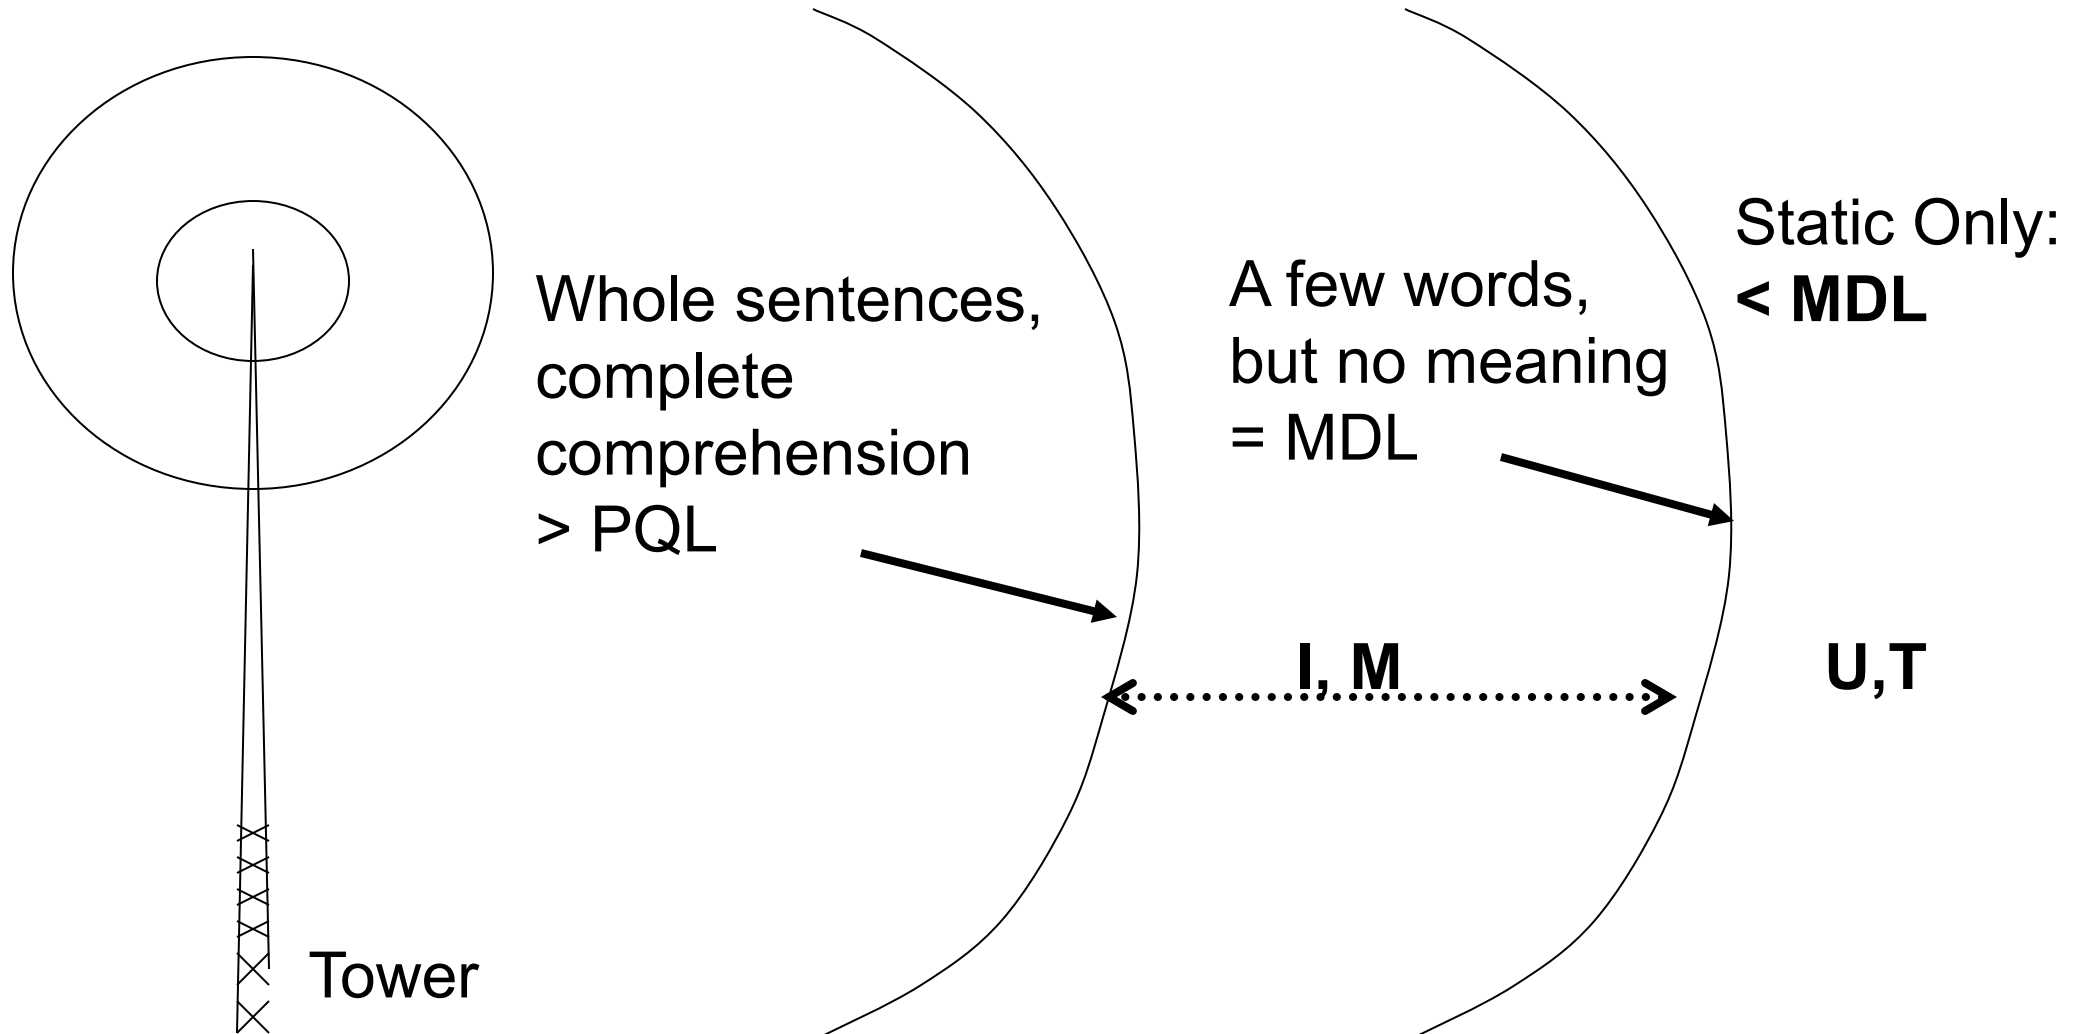 Whole sentences,
complete
comprehension
> PQL
A few words,
but no meaning
= MDL
Static Only:
< MDL
I, M
U,T
Tower